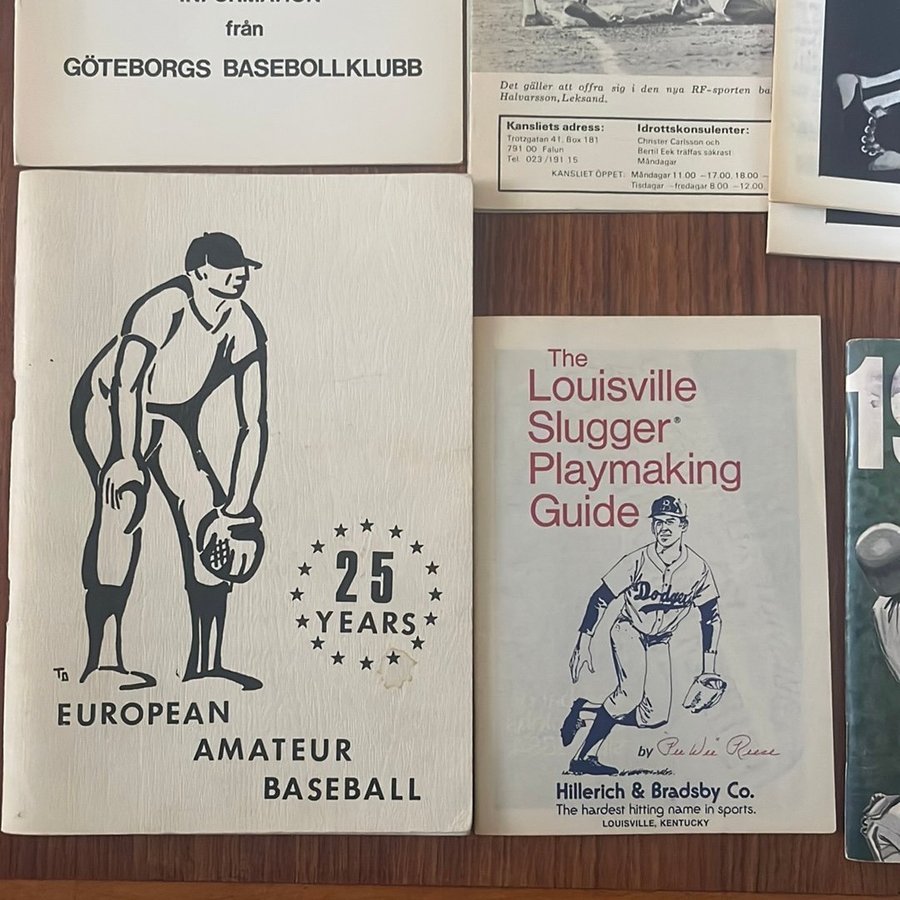 INFORMATION
från
GÖTEBORGS BASEBOLLKLUBB
Det gäller att offra sig i den nya RF-sporten ba
Halvarsson, Leksand.
Kansliets adress:
Trotzgatan 41, Box 181
791 00 Falun
Tel. 023/191 15
Idrottskonsulenter:
Christer Carlsson och
Bertil Eek träffas säkrast
Måndagar
KANSLIET ÖPPET: Måndagar 11.00 –17.00, 18.00 –
Tisdagar –fredagar 8.00 –12.00,
25
YEARS
TD
EUROPEAN
AMATEUR
BASEBALL
The
Louisville
Slugger®
Playmaking
Guide
B
Dodgers
by "Pee Wee" Reese
Hillerich & Bradsby Co.
The hardest hitting name in sports.
LOUISVILLE, KENTUCKY
19